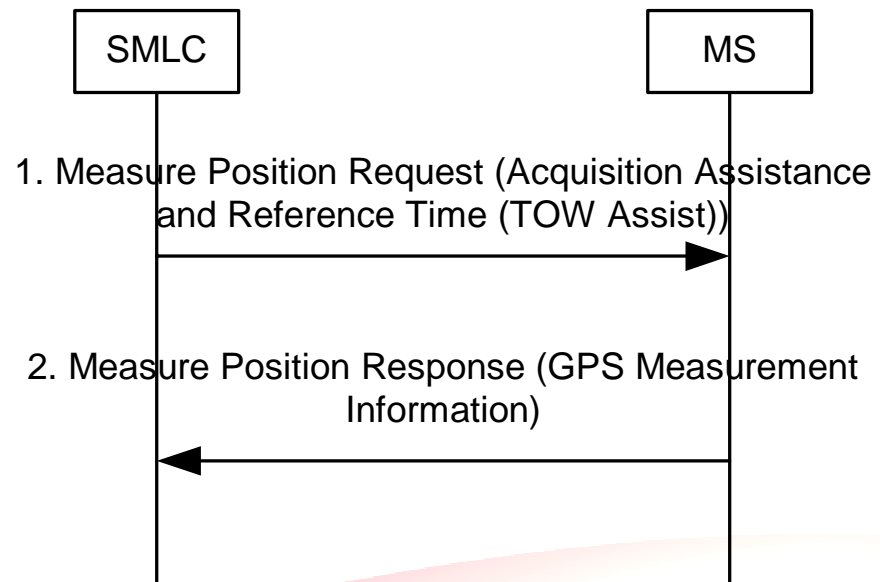 SMLC
MS
1. Measure Position Request (Acquisition Assistance
and Reference Time (TOW Assist))
2. Measure Position Response (GPS Measurement
Information)